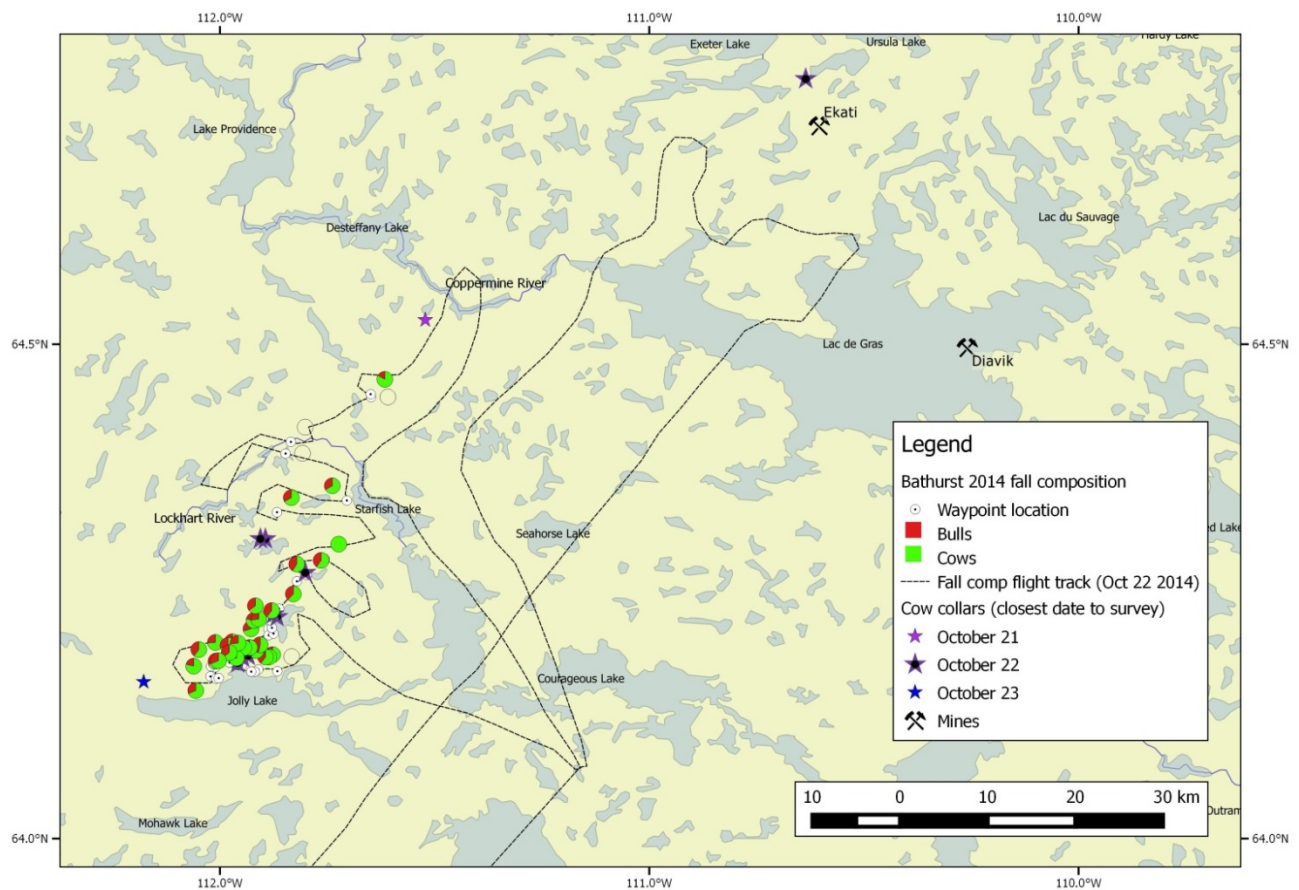 112.0°W
111.0°W
110.0°W
Exeter Lake
Ursula Lake
Hardy Lake
Ekati
Lake Providence
Lac du Sauvage
Desteffany Lake
Coppermine River
64.5°N
64.5°N
Lac de Gras
Diavik
Legend
Bathurst 2014 fall composition
Waypoint location
Bulls
Cows
Fall comp flight track (Oct 22 2014)
Cow collars (closest date to survey)
October 21
October 22
October 23
Mines
Starfish Lake
Lockhart River
Seahorse Lake
ed Lake
Courageous Lake
Jolly Lake
10 0 10 20 30 km
Mohawk Lake
Outram
64.0°N
64.0°N
112.0°W
111.0°W
110.0°W